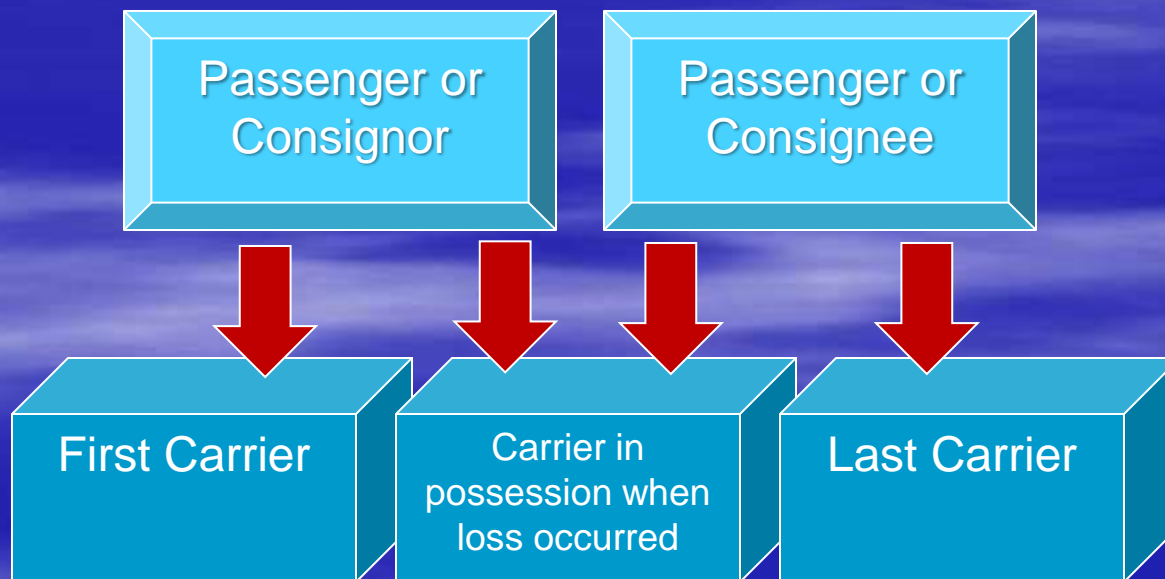 Passenger or
Consignor
Passenger or
Consignee
First Carrier
Carrier in
possession when
loss occurred
Last Carrier